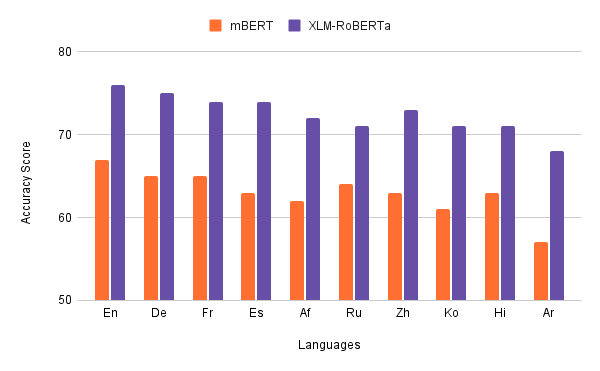 mBERT XLM-RoBERTa
80
70
60
50
Accuracy Score
En De Fr Es Af Ru Zh Ko Hi Ar
Languages